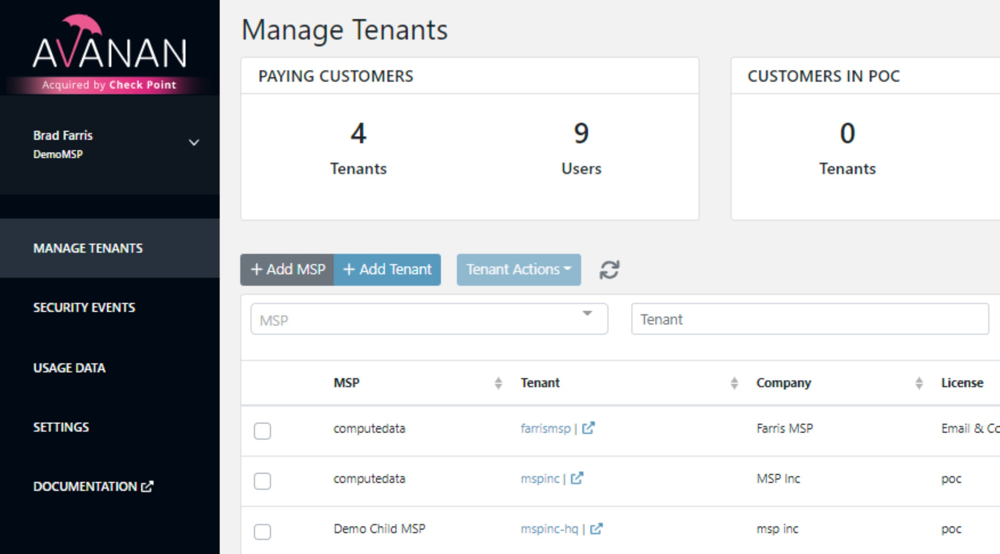 AVANAN
Acquired by Check Point
Brad Farris
DemoMSP
MANAGE TENANTS
SECURITY EVENTS
USAGE DATA
SETTINGS
DOCUMENTATION
Manage Tenants
PAYING CUSTOMERS
4
Tenants
9
Users
CUSTOMERS IN POC
0
Tenants
+ Add MSP
+ Add Tenant
Tenant Actions
MSP
Tenant
MSP Tenant Company License
computedata farrismsp | Farris MSP Email &
computedata mspinc | MSP Inc poc
Demo Child MSP mspinc-hq | msp inc poc